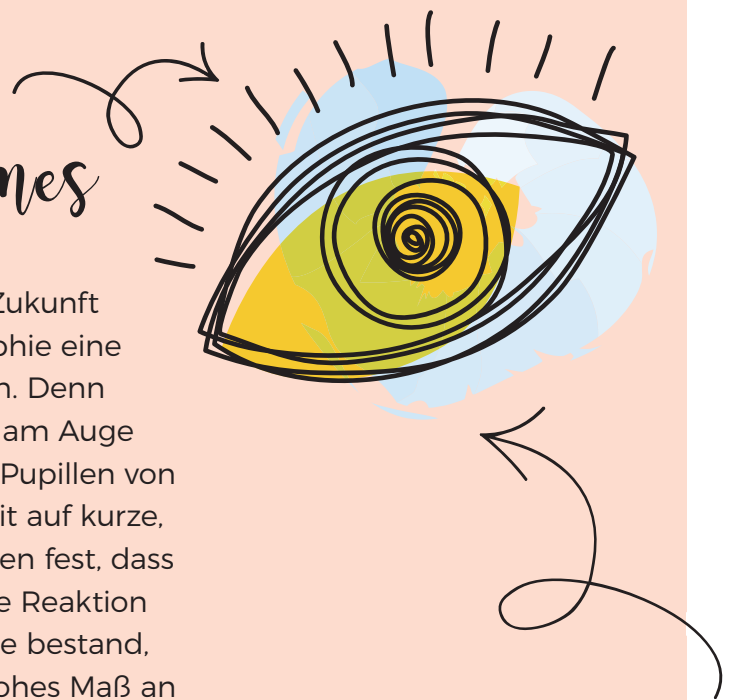 nes
Zukunft
phie eine
n. Denn
am Auge
Pupillen von
it auf kurze,
en fest, dass
e Reaktion
e bestand,
ohes Maß an